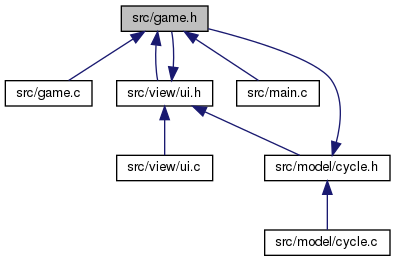 src/game.h
src/game.c
src/view/ui.h
src/main.c
src/view/ui.c
src/model/cycle.h
src/model/cycle.c